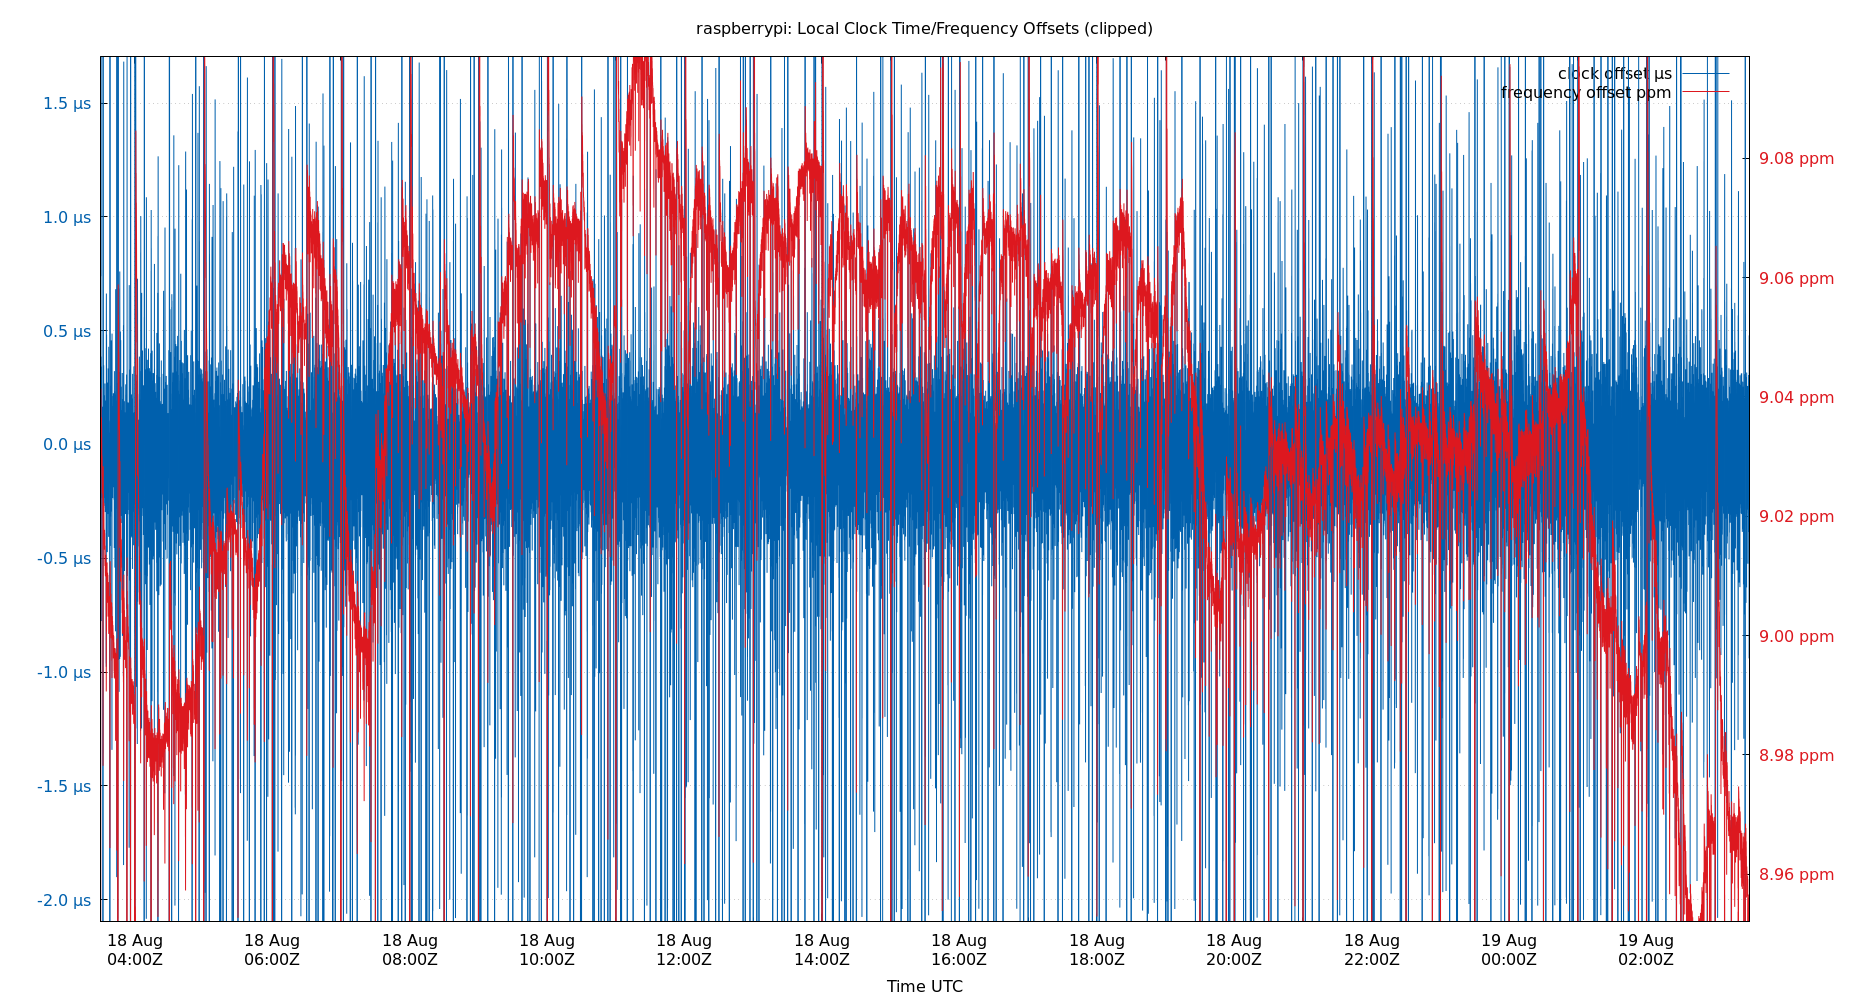 raspberrypi: Local Clock Time/Frequency Offsets (clipped)
clock offset µs
frequency offset ppm
1.5 µs
1.0 µs
0.5 µs
0.0 µs
-0.5 µs
-1.0 µs
-1.5 µs
-2.0 µs
9.08 ppm
9.06 ppm
9.04 ppm
9.02 ppm
9.00 ppm
8.98 ppm
8.96 ppm
18 Aug 18 Aug 18 Aug 18 Aug 18 Aug 18 Aug 18 Aug 18 Aug 18 Aug 18 Aug 19 Aug 19 Aug
04:00Z 06:00Z 08:00Z 10:00Z 12:00Z 14:00Z 16:00Z 18:00Z 20:00Z 22:00Z 00:00Z 02:00Z
Time UTC